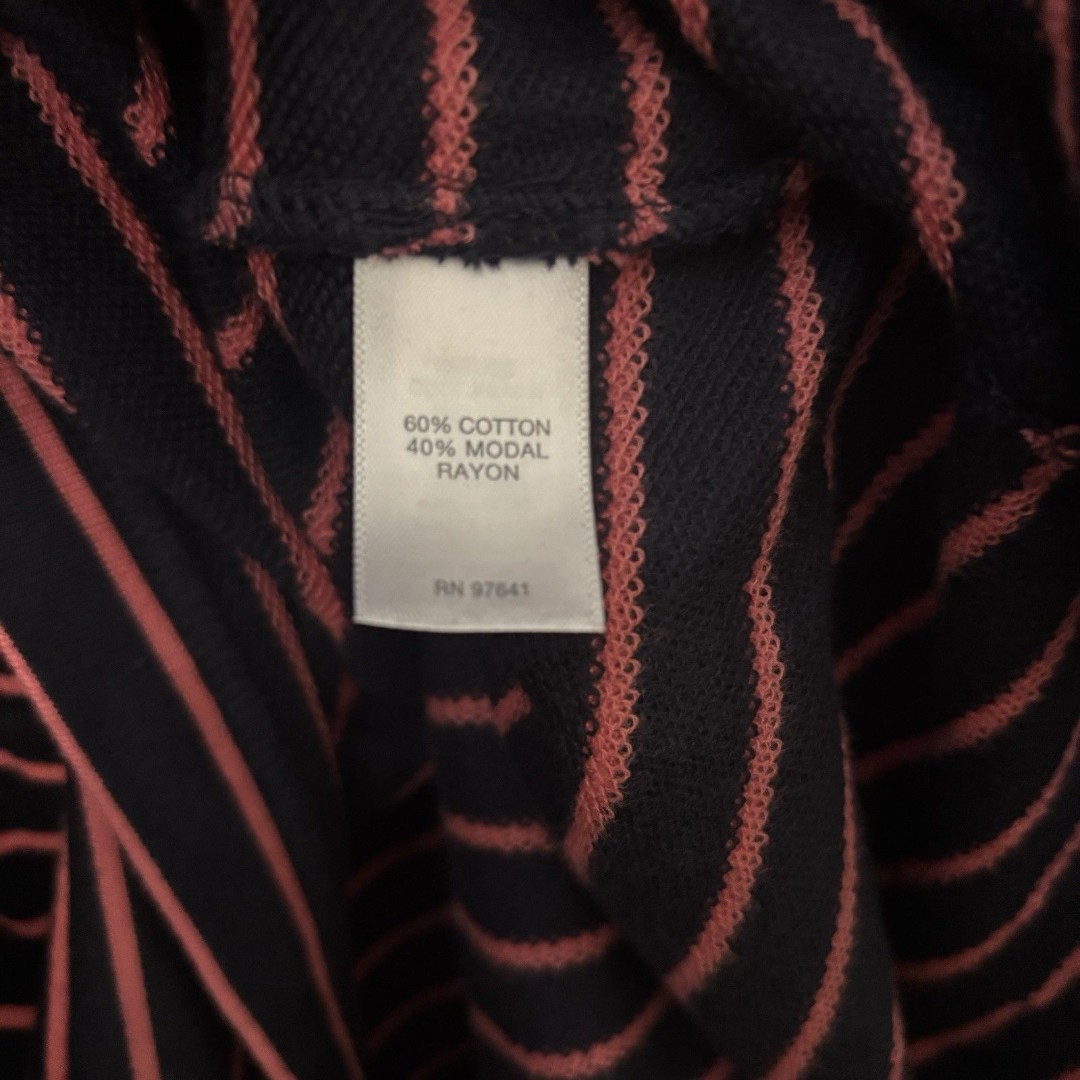 60% COTTON
40% MODAL
RAYON
RN 97641